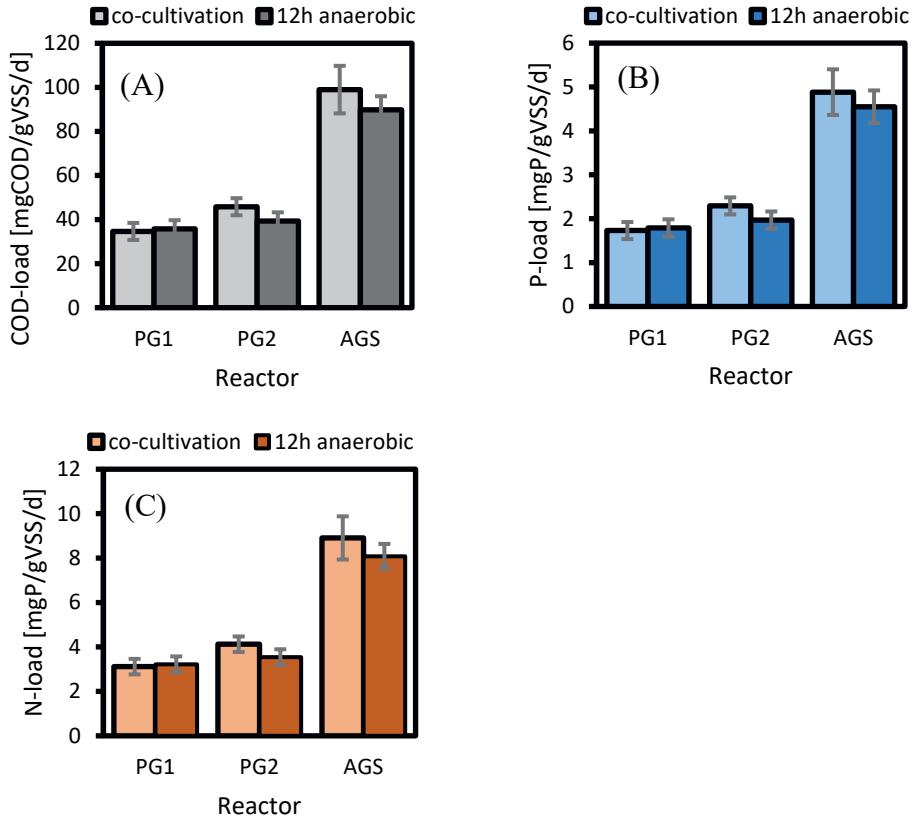 co-cultivation 12h anaerobic
(A)
COD-load [mgCOD/gVSS/d]
120
100
80
60
40
20
0
PG1 PG2 AGS
Reactor
co-cultivation 12h anaerobic
(B)
P-load [mgP/gVSS/d]
6
5
4
3
2
1
0
PG1 PG2 AGS
Reactor
co-cultivation 12h anaerobic
(C)
N-load [mgP/gVSS/d]
12
10
8
6
4
2
0
PG1 PG2 AGS
Reactor